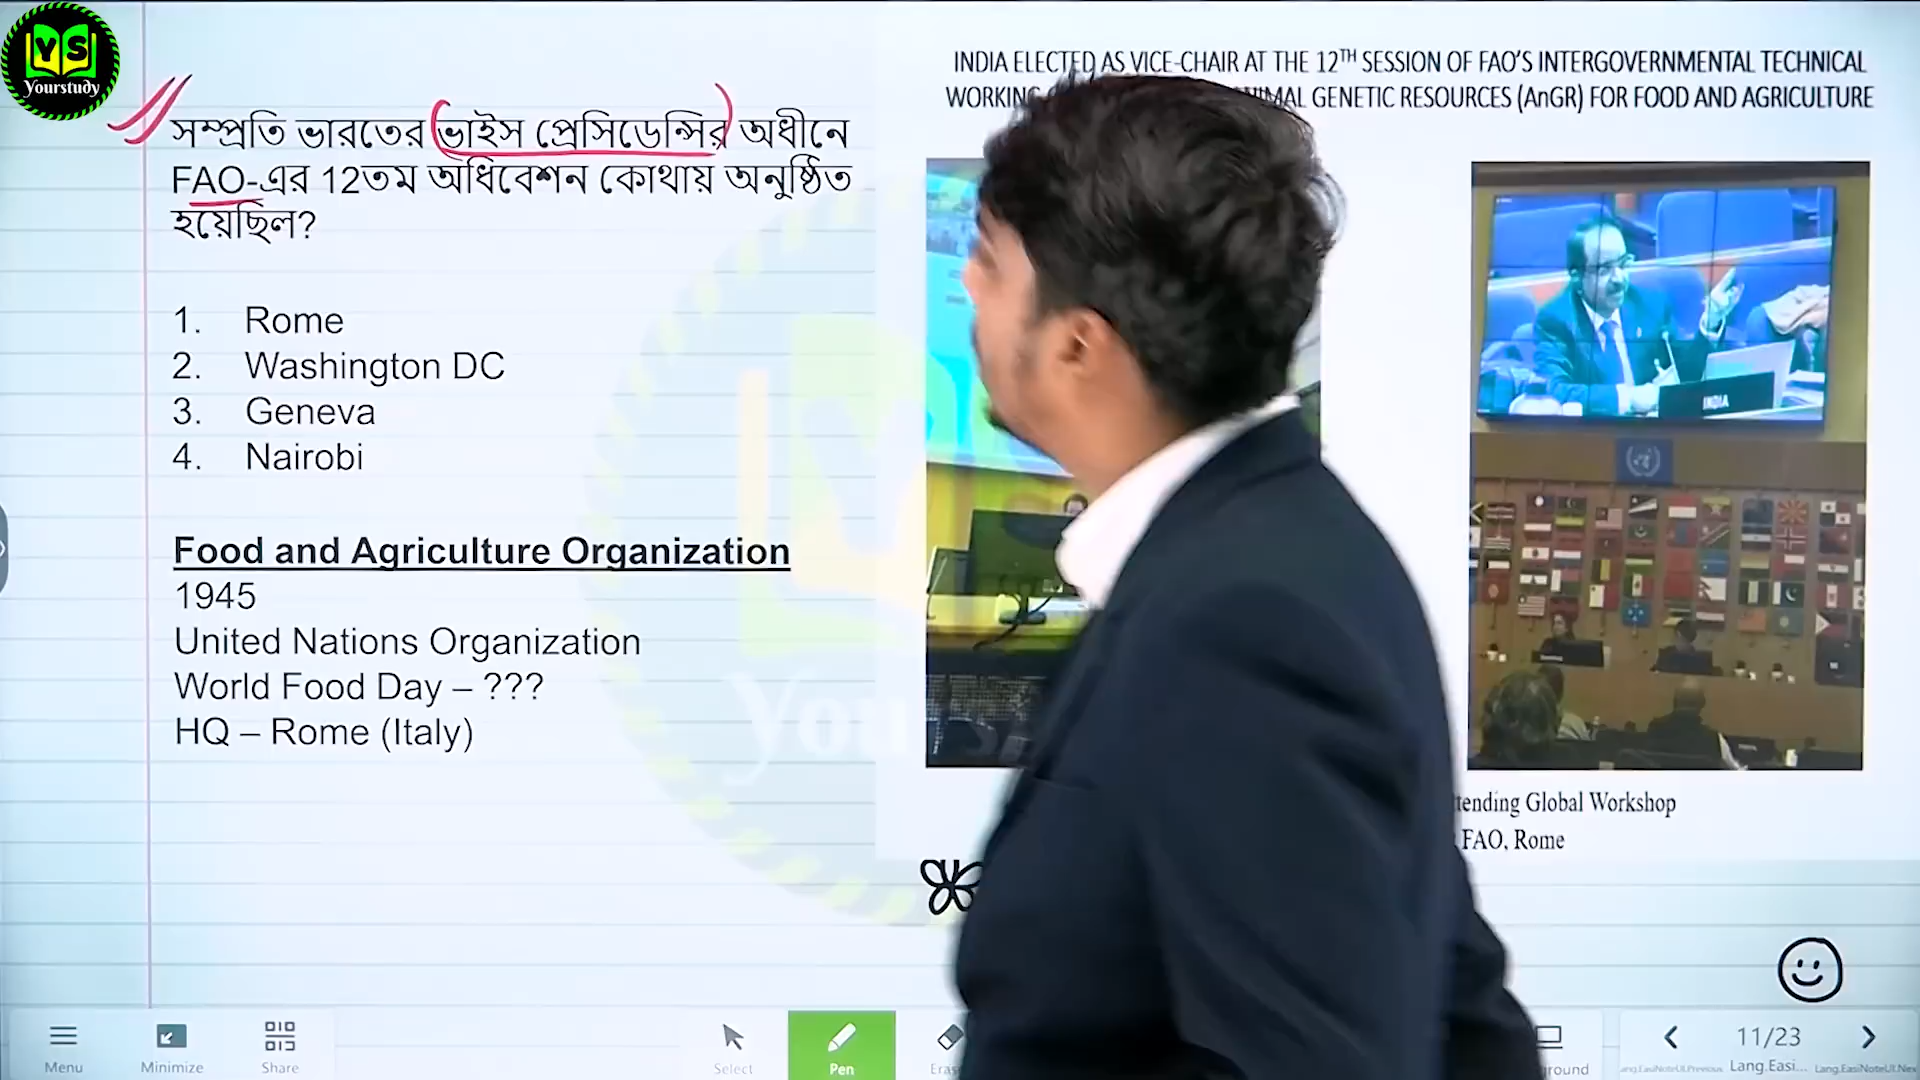 YS
Yourstudy
সম্প্রতি ভারতের ভাইস প্রেসিডেন্সির অধীনে
FAO-এর 12তম অধিবেশন কোথায় অনুষ্ঠিত
হয়েছিল?
1. Rome
2. Washington DC
3. Geneva
4. Nairobi
Food and Agriculture Organization
1945
United Nations Organization
World Food Day – ???
HQ – Rome (Italy)
INDIA ELECTED AS VICE-CHAIR AT THE 12TH SESSION OF FAO'S INTERGOVERNMENTAL TECHNICAL
WORKING GENETIC RESOURCES (AnGR) FOR FOOD AND AGRICULTURE
INDIA
Global Workshop
FAO, Rome
Menu
Minimize
Share
Select
Pen
11/23
Lang.Easi...